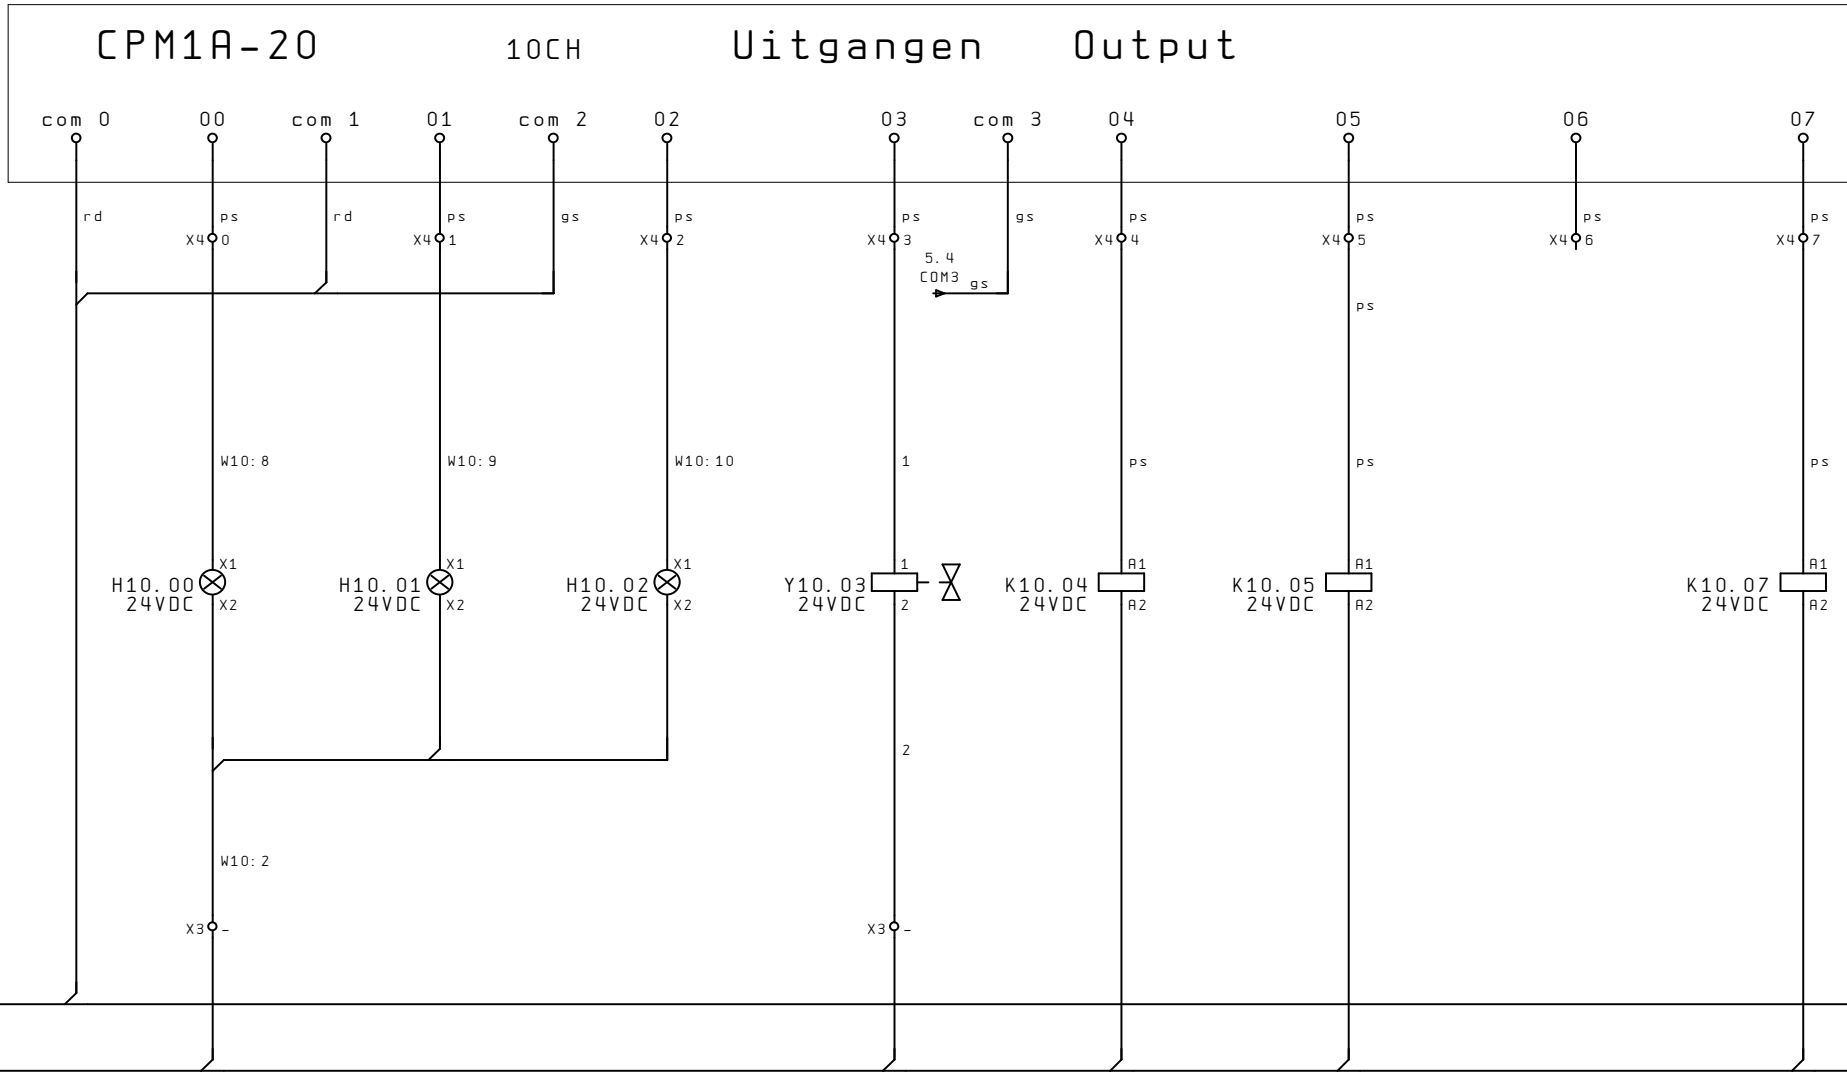 CPM1A-20 10CH Uitgangen Output
com 0 00 com 1 01 com 2 02 03 com 3 04 05 06 07
rd ps rd ps gs ps ps gs ps ps ps ps
X4 0 X4 1 X4 2 X4 3 X4 4 X4 5 X4 6 X4 7
5.4
COM3 gs
ps
W10:8 W10:9 W10:10 1 ps ps ps
X1 X1 X1 1 A1 A1 A1
H10.00 H10.01 H10.02 Y10.03 K10.04 K10.05 K10.07
24VDC X2 24VDC X2 24VDC X2 24VDC 2 24VDC A2 24VDC A2 24VDC A2
2
W10:2
X3 - X3 -